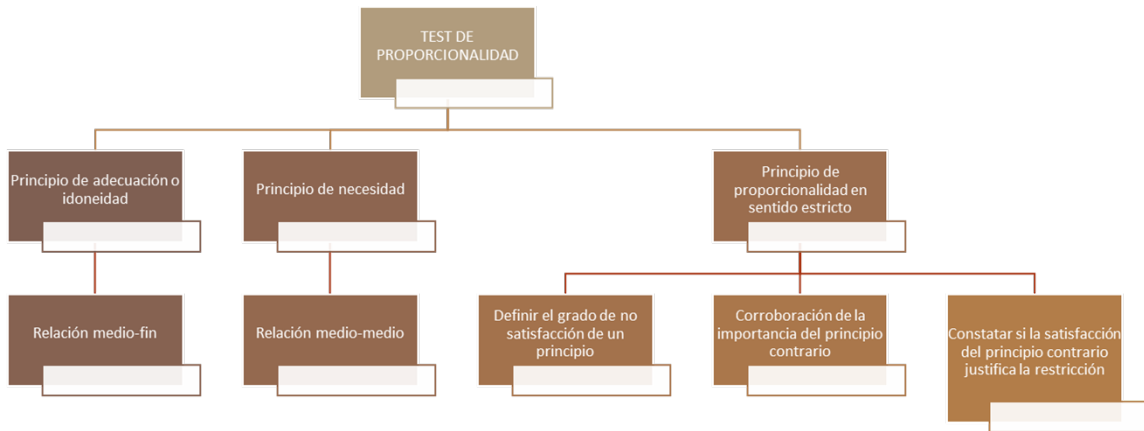 TEST DE
PROPORCIONALIDAD
Principio de adecuación o
idoneidad
Principio de necesidad
Principio de
proporcionalidad en
sentido estricto
Relación medio-fin
Relación medio-medio
Definir el grado de no
satisfacción de un
principio
Corroboración de la
importancia del principio
contrario
Constatar si la satisfacción
del principio contrario
justifica la restricción